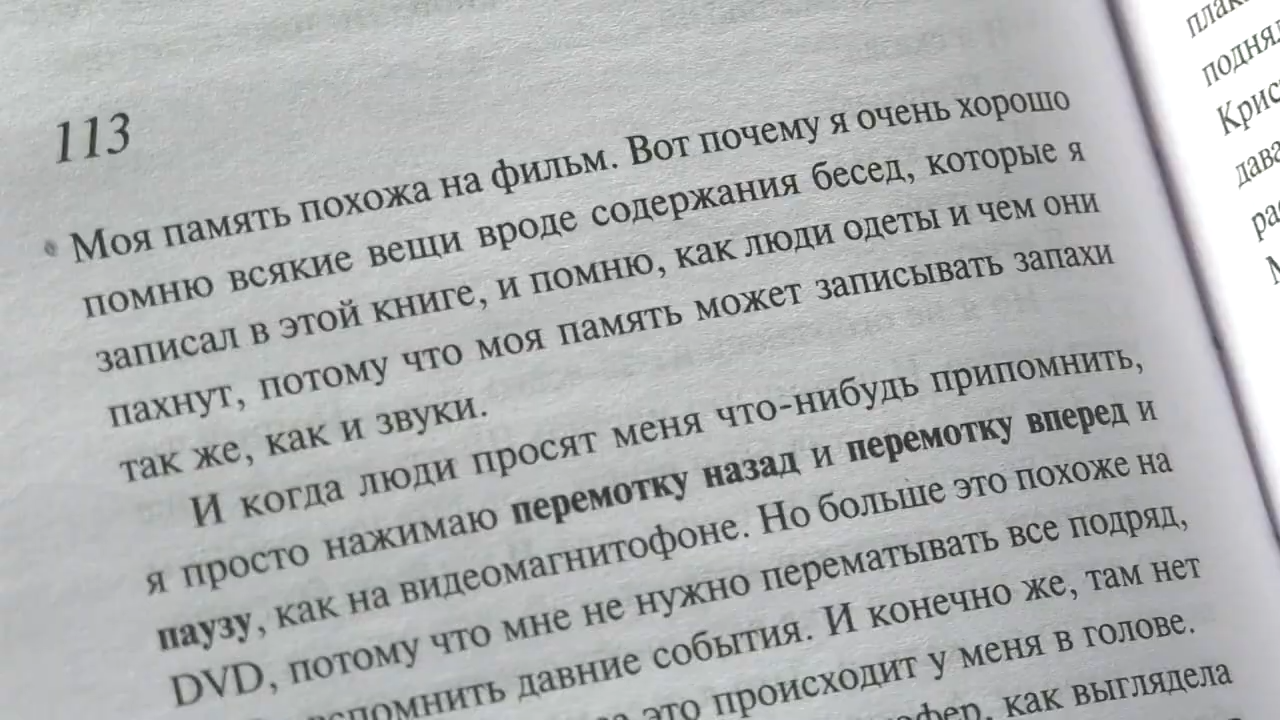 113
Моя память похожа на фильм. Вот почему я очень хорошо
помню всякие вещи вроде содержания бесед, которые я
записал в этой книге, и помню, как люди одеты и чем они
пахнут, потому что моя память может записывать запахи
так же, как и звуки.
И когда люди просят меня что-нибудь припомнить,
я просто нажимаю перемотку назад и перемотку вперед и
паузу, как на видеомагнитофоне. Но больше это похоже на
DVD, потому что мне не нужно перематывать все подряд,
вспомнить давние события. И конечно же, там нет
это происходит у меня в голове.
как выглядела
подня
Крис
дава